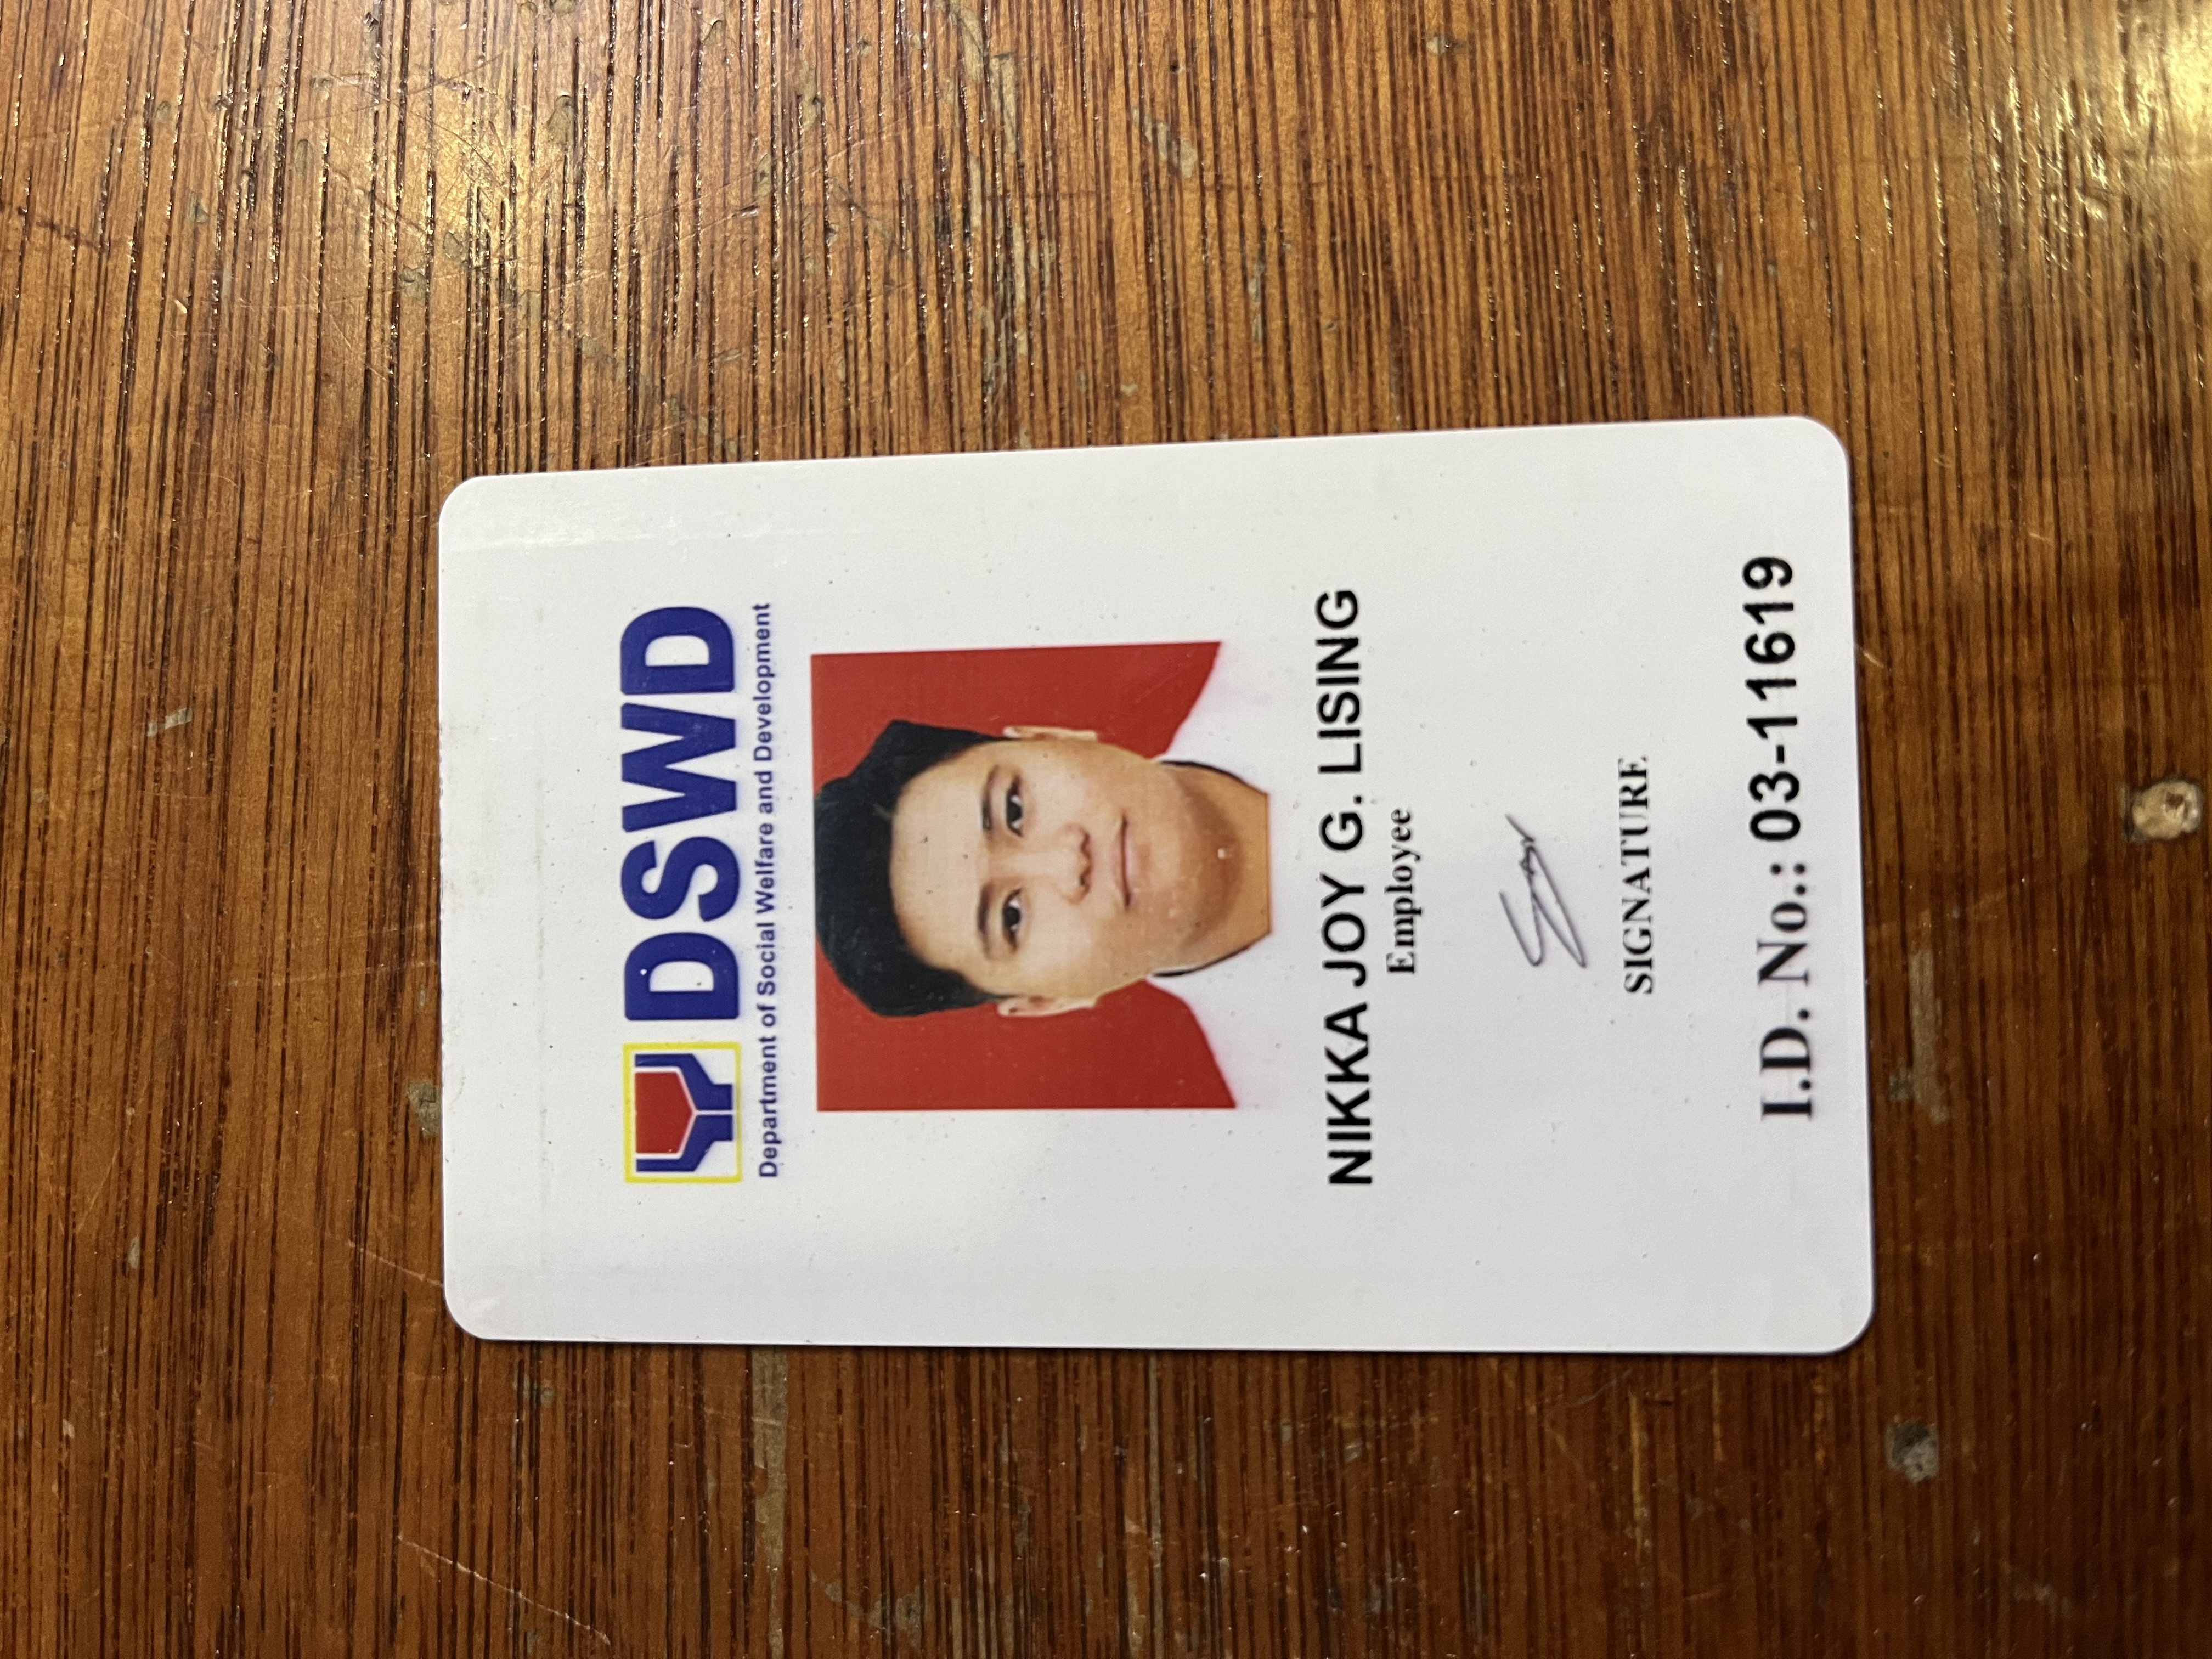 DSWD
Department of Social Welfare and Development
NIKKA JOY G. LISING
Employee
SIGNATURE
I.D. No.: 03-11619